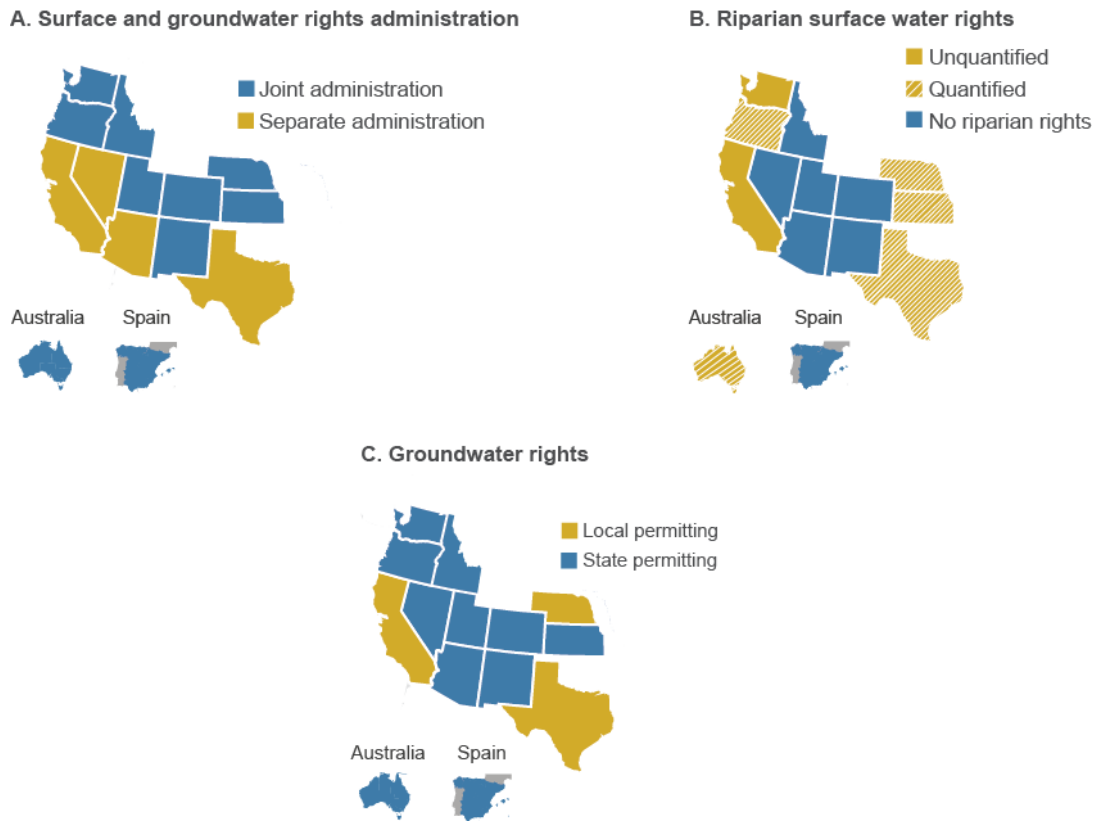 A. Surface and groundwater rights administration
Joint administration
Separate administration
Australia
Spain
B. Riparian surface water rights
Unquantified
Quantified
No riparian rights
Australia
Spain
C. Groundwater rights
Local permitting
State permitting
Australia
Spain